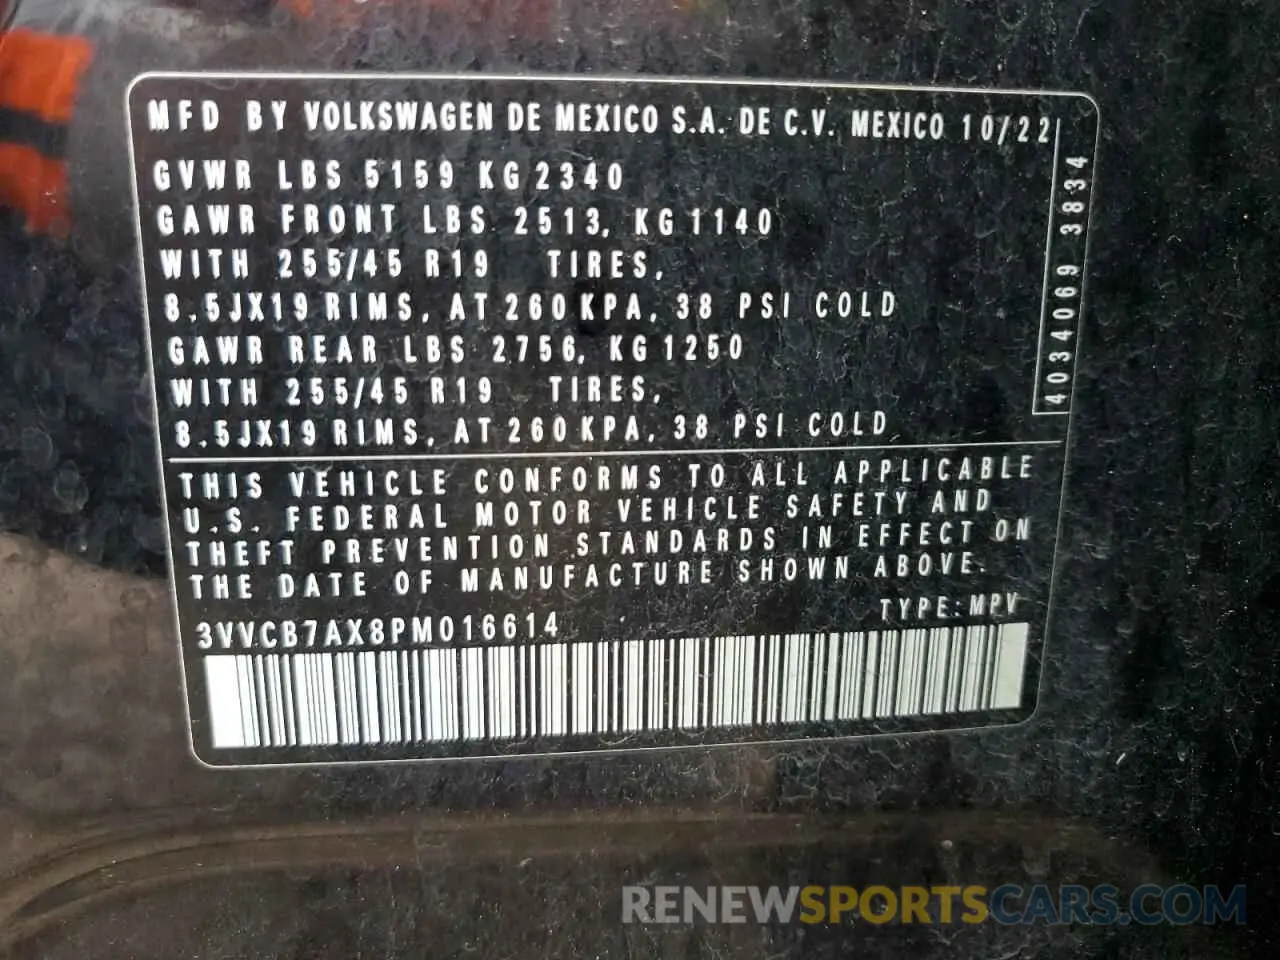 MFD BY VOLKSWAGEN DE MEXICO S.A. DE C.V. MEXICO 10/22
GVWR LBS 5159 KG 2340
GAWR FRONT LBS 2513, KG 1140
WITH 255/45 R19 TIRES,
8.5JX19 RIMS, AT 260 KPA, 38 PSI COLD
GAWR REAR LBS 2756, KG 1250
WITH 255/45 R19 TIRES,
8.5JX19 RIMS, AT 260 KPA, 38 PSI COLD
4034069 3834
THIS VEHICLE CONFORMS TO ALL APPLICABLE
U.S. FEDERAL MOTOR VEHICLE SAFETY AND
THEFT PREVENTION STANDARDS IN EFFECT ON
THE DATE OF MANUFACTURE SHOWN ABOVE.
TYPE: MPV
3VVCB7AX8PM016614
RENEWSPORTSCARS.COM